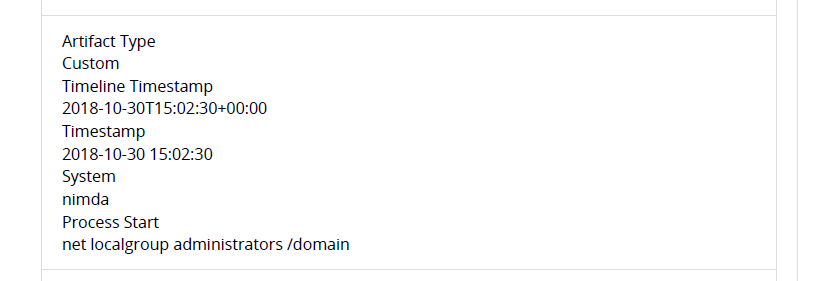 Artifact Type
Custom
Timeline Timestamp
2018-10-30T15:02:30+00:00
Timestamp
2018-10-30 15:02:30
System
nimda
Process Start
net localgroup administrators /domain